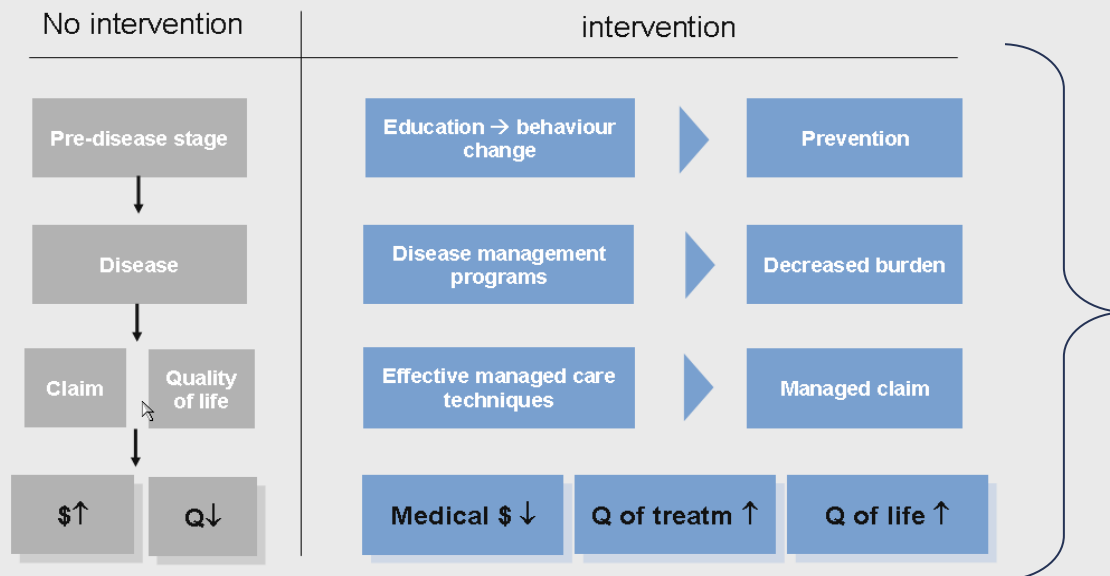 No intervention
intervention
Pre-disease stage
Education → behaviour
change
Prevention
Disease
Disease management
programs
Decreased burden
Claim
Quality
of life
Effective managed care
techniques
Managed claim
$↑
Q↓
Medical $ ↓
Q of treatm ↑
Q of life ↑